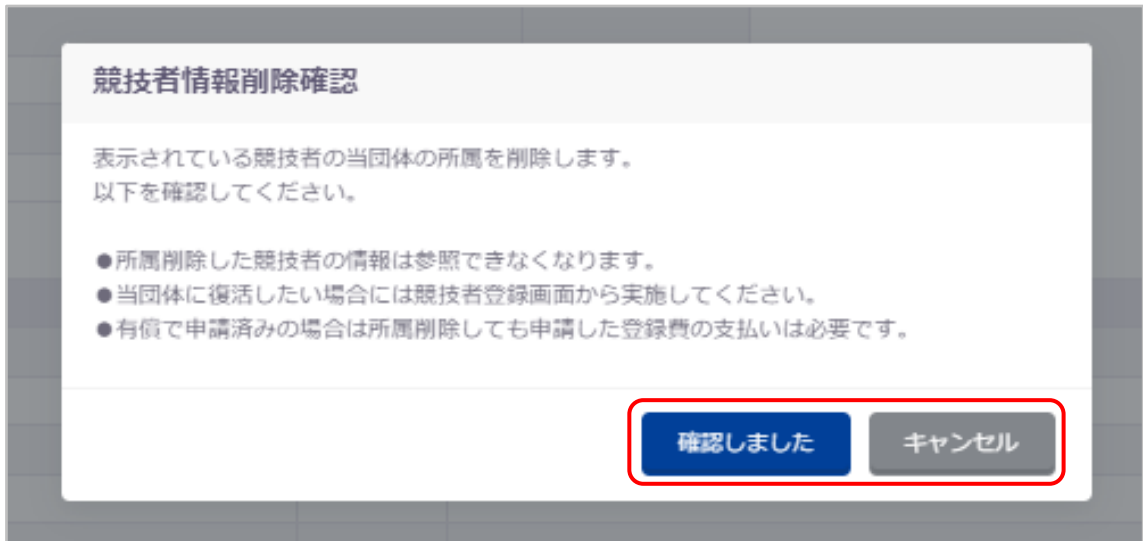 競技者情報削除確認
表示されている競技者の当団体の所属を削除します。
以下を確認してください。
●所属削除した競技者の情報は参照できなくなります。
●当団体に復活したい場合には競技者登録画面から実施してください。
●有償で申請済みの場合は所属削除しても申請した登録費の支払いは必要です。
確認しました
キャンセル